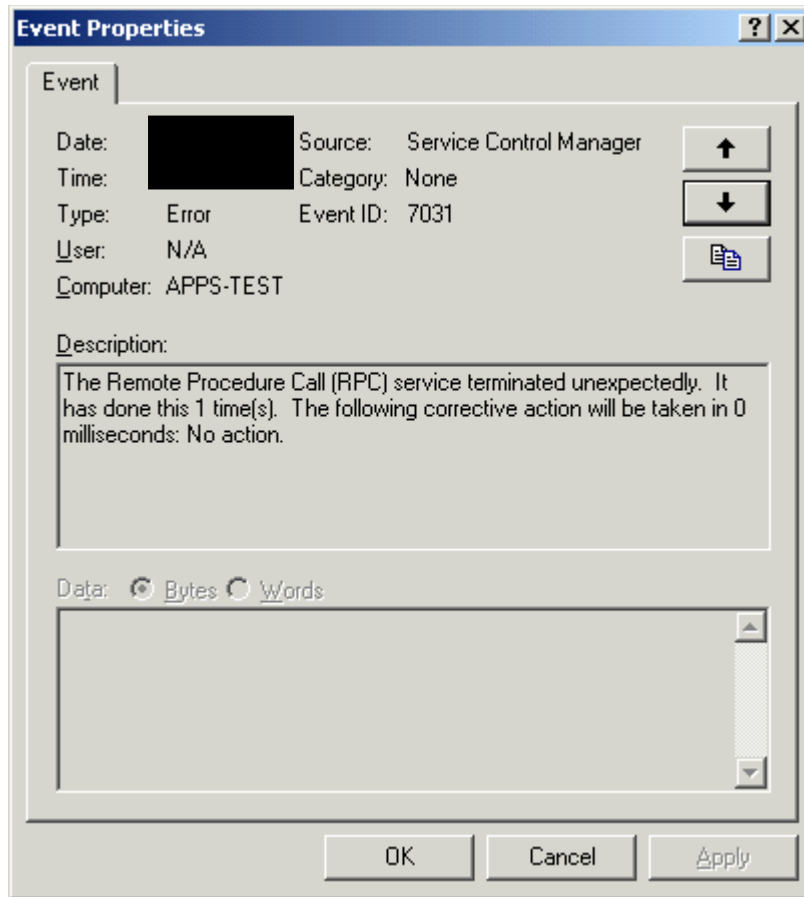 Event Properties
Event
Date: Source: Service Control Manager
Time: Category: None
Type: Error Event ID: 7031
User: N/A
Computer: APPS-TEST
Description:
The Remote Procedure Call (RPC) service terminated unexpectedly.  It
has done this 1 time(s).  The following corrective action will be taken in 0
milliseconds: No action.
Data: Bytes Words
OK Cancel Apply